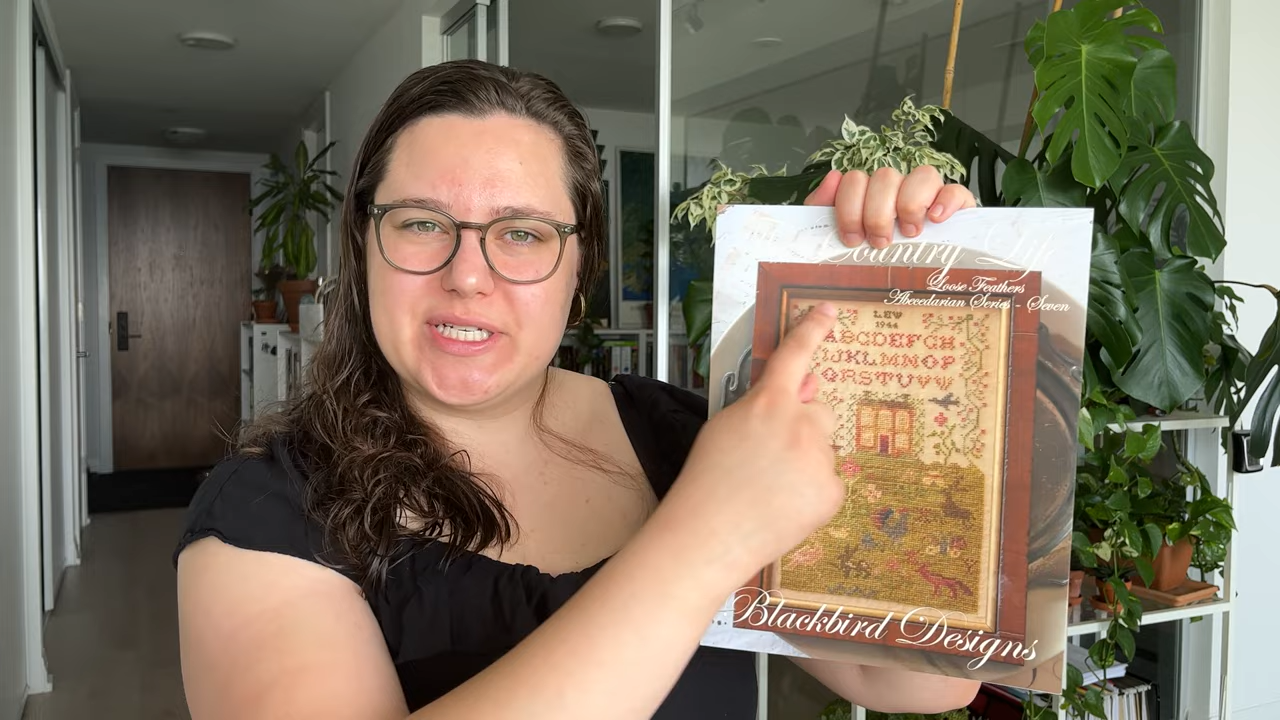 Country Life
Loose Feathers
Abecedarian Series - Seven
LEW
1944
ABCDEFGH
IJKLMNOP
QRSTUVW
Blackbird Designs